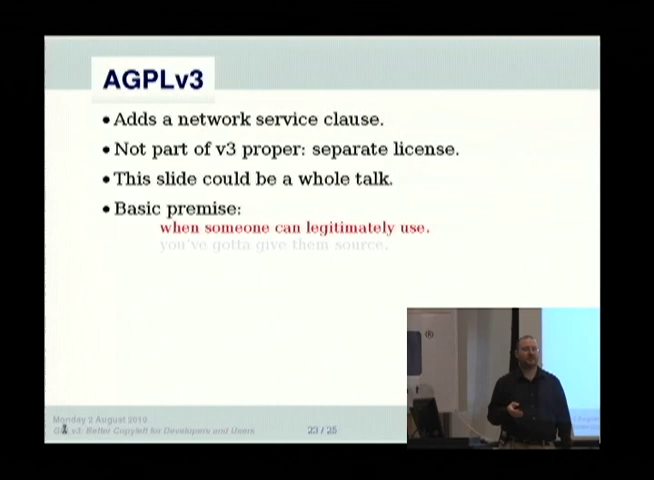 AGPLv3
• Adds a network service clause.
• Not part of v3 proper: separate license.
• This slide could be a whole talk.
• Basic premise:
when someone can legitimately use.
you've gotta give them source.
Monday 2 August 2010
v3: Better Copyleft for Developers and Users
23 / 25
®